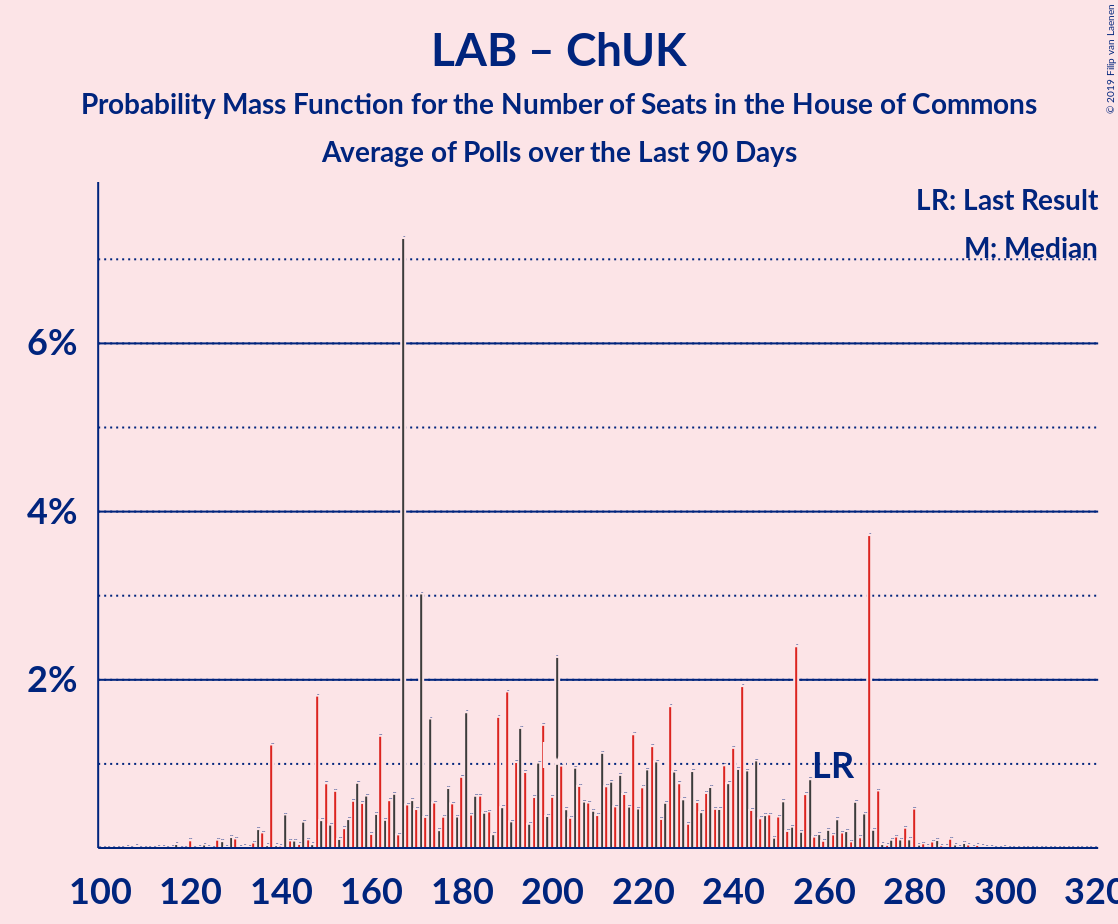 LAB – ChUK
Probability Mass Function for the Number of Seats in the House of Commons
Average of Polls over the Last 90 Days
© 2019 Filip van Laenen
LR: Last Result
M: Median
6%
4%
2%
LR
100 120 140 160 180 200 220 240 260 280 300 320